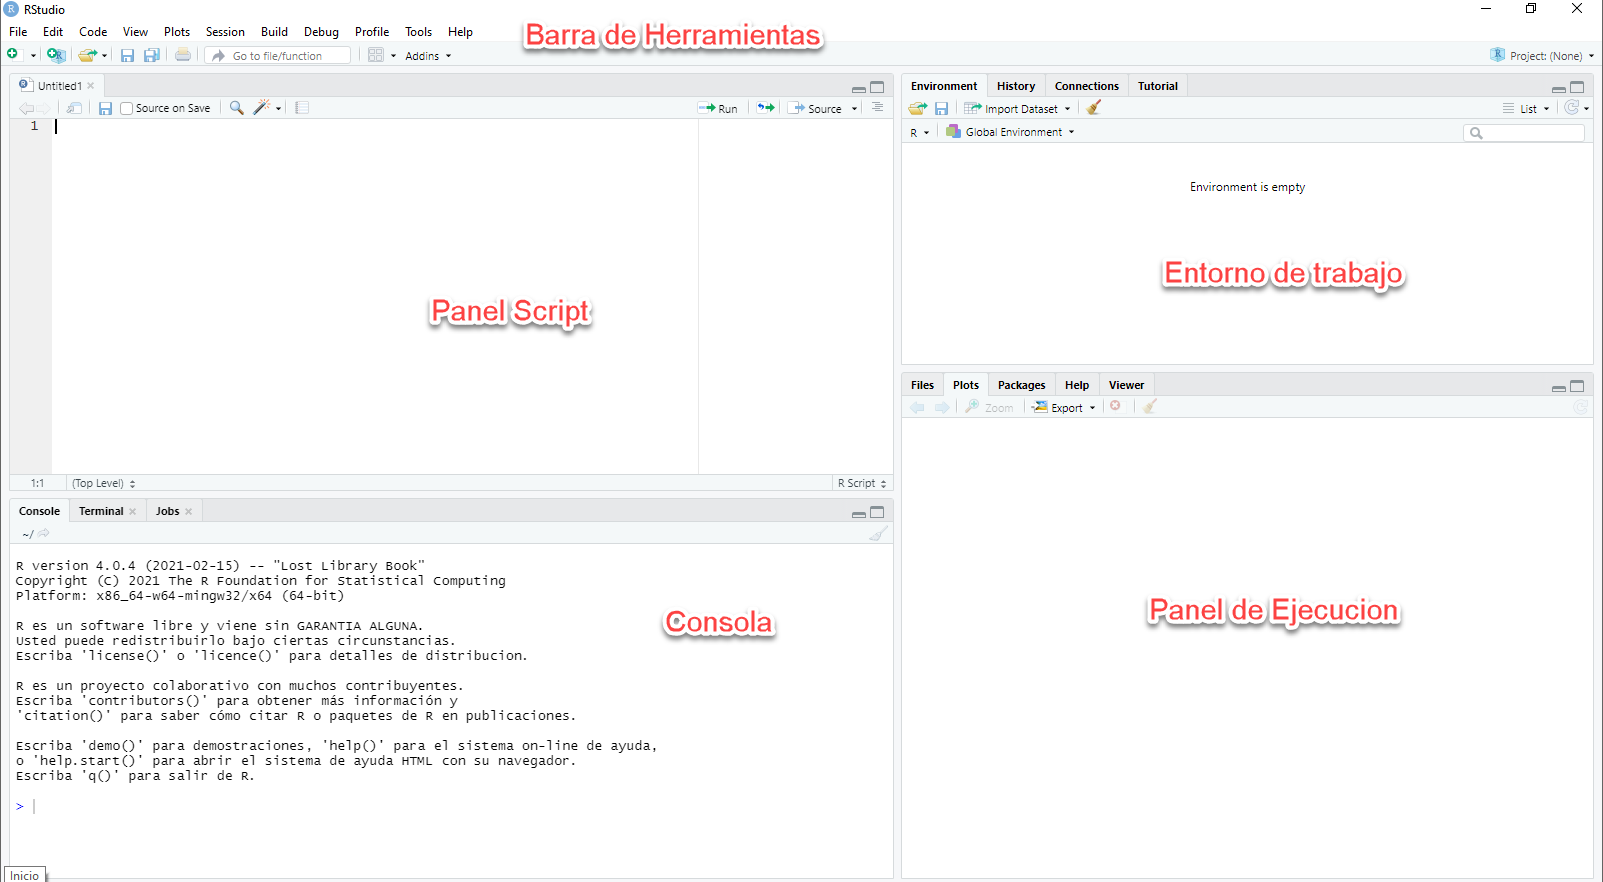 RStudio
File Edit Code View Plots Session Build Debug Profile Tools Help
Barra de Herramientas
Go to file/function Addins Project: (None)
Untitled1
Source on Save Run Source
1
Panel Script
1:1 (Top Level) R Script
Environment History Connections Tutorial
Import Dataset List
R Global Environment
Environment is empty
Entorno de trabajo
Files Plots Packages Help Viewer
Zoom Export
Panel de Ejecucion
Console Terminal Jobs
~/
R version 4.0.4 (2021-02-15) -- "Lost Library Book"
Copyright (C) 2021 The R Foundation for Statistical Computing
Platform: x86_64-w64-mingw32/x64 (64-bit)
R es un software libre y viene sin GARANTIA ALGUNA.
Usted puede redistribuirlo bajo ciertas circunstancias.
Escriba 'license()' o 'licence()' para detalles de distribucion.
Consola
R es un proyecto colaborativo con muchos contribuyentes.
Escriba 'contributors()' para obtener más información y
'citation()' para saber cómo citar R o paquetes de R en publicaciones.
Escriba 'demo()' para demostraciones, 'help()' para el sistema on-line de ayuda,
o 'help.start()' para abrir el sistema de ayuda HTML con su navegador.
Escriba 'q()' para salir de R.
>
Inicio